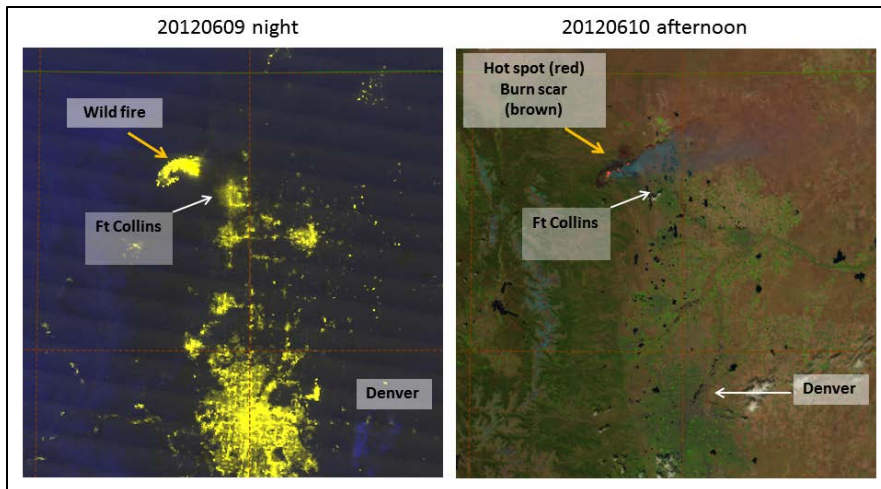 20120609 night
20120610 afternoon
Wild fire
Ft Collins
Denver
Hot spot (red)
Burn scar
(brown)
Ft Collins
Denver